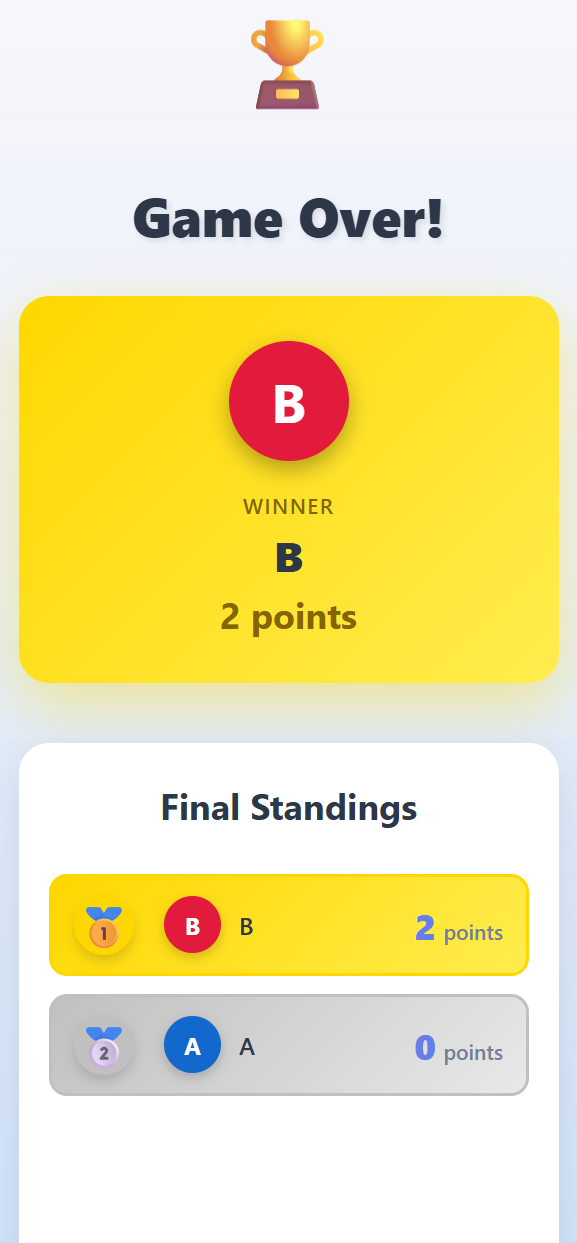 Game Over!
B
WINNER
B
2 points
Final Standings
1 B B 2 points
2 A A 0 points